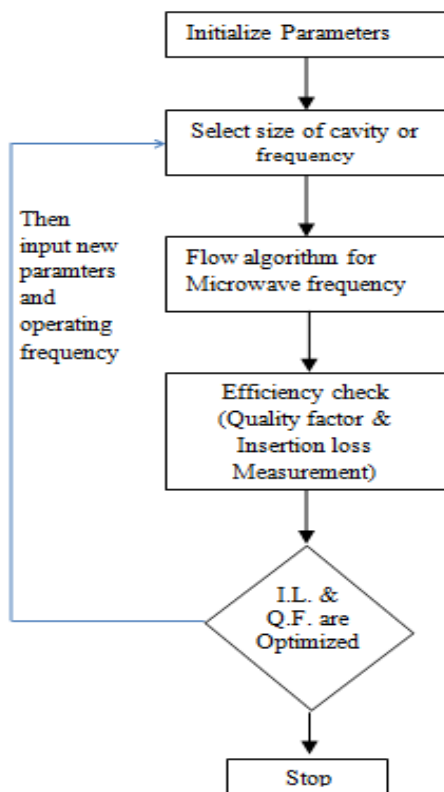 Initialize Parameters
Select size of cavity or
frequency
Then
input new
paramters
and
operating
frequency
Flow algorithm for
Microwave frequency
Efficiency check
(Quality factor &
Insertion loss
Measurement)
I.L. &
Q.F. are
Optimized
Stop